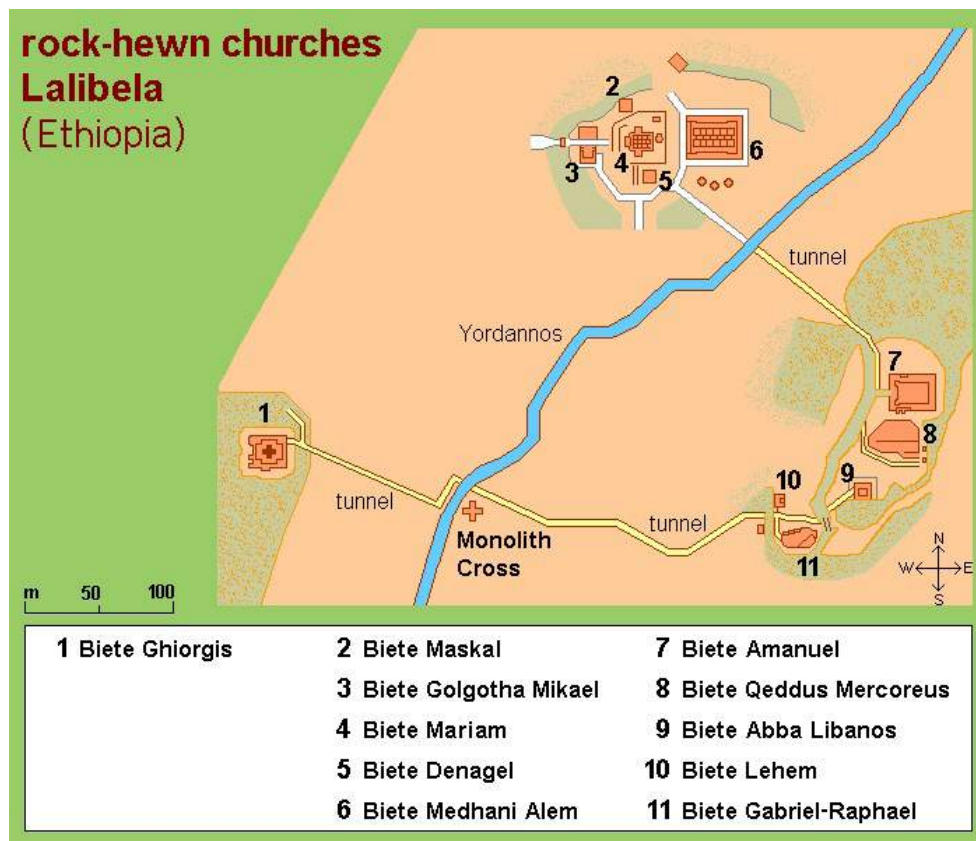 rock-hewn churches
Lalibela
(Ethiopia)
2
3
4
5
6
tunnel
Yordannos
7
1
8
9
10
tunnel
tunnel
Monolith
Cross
11
N
W
E
S
m 50 100
1 Biete Ghiorgis
2 Biete Maskal
3 Biete Golgotha Mikael
4 Biete Mariam
5 Biete Denagel
6 Biete Medhani Alem
7 Biete Amanuel
8 Biete Qeddus Mercoreus
9 Biete Abba Libanos
10 Biete Lehem
11 Biete Gabriel-Raphael